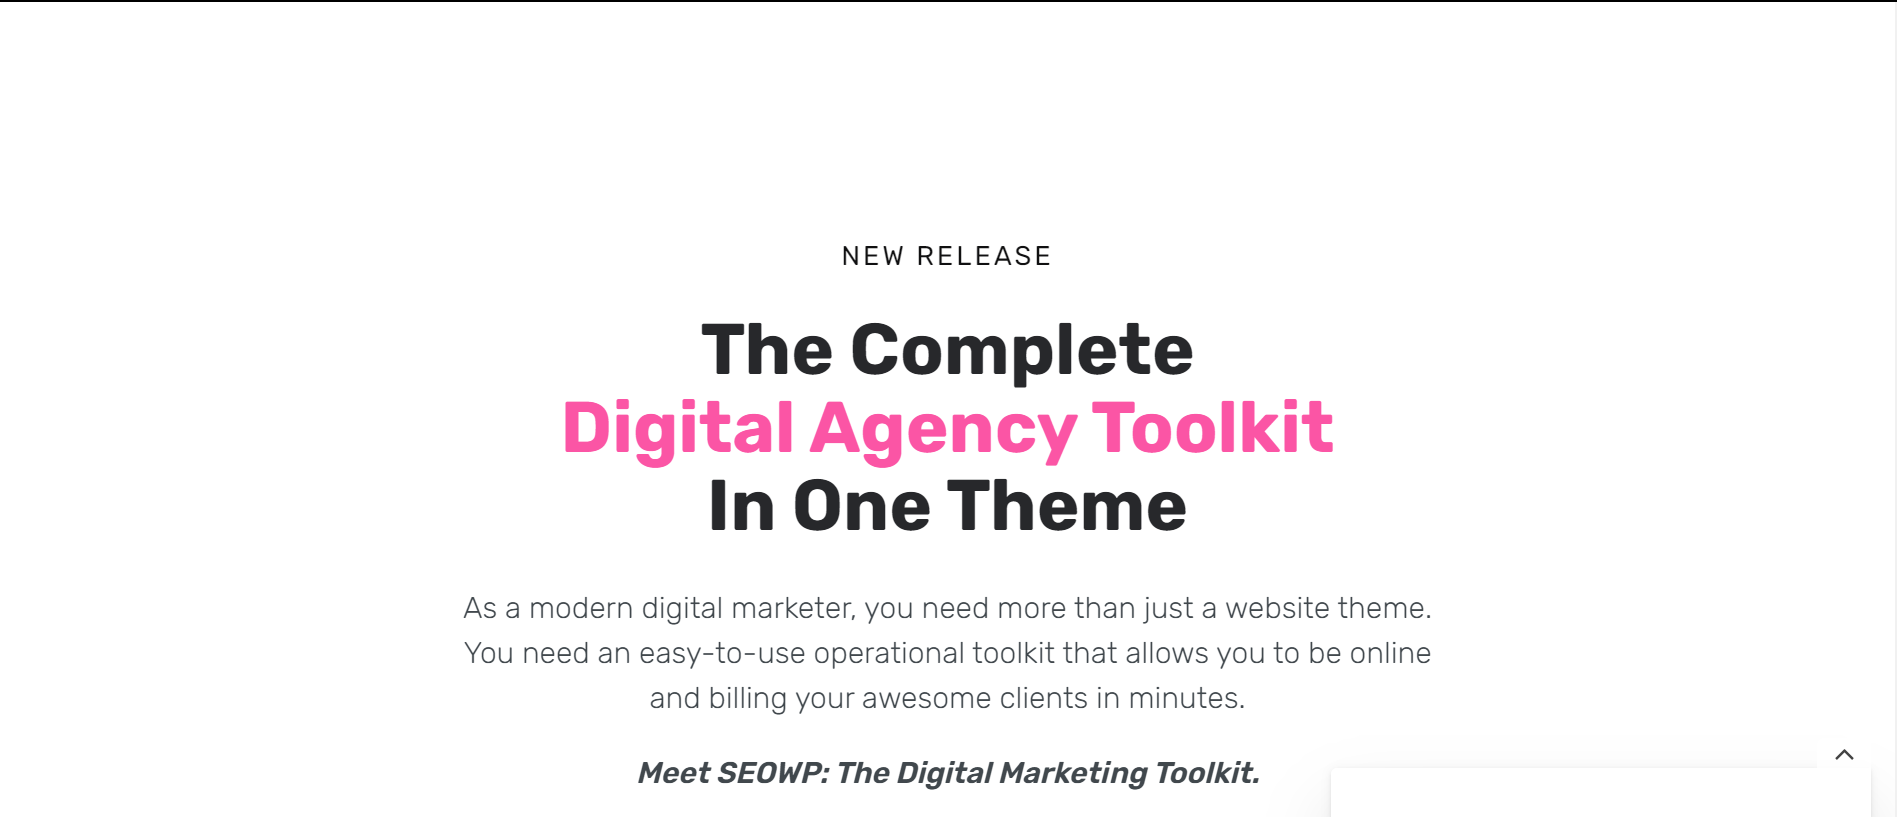 NEW RELEASE
The Complete
Digital Agency Toolkit
In One Theme
As a modern digital marketer, you need more than just a website theme.
You need an easy-to-use operational toolkit that allows you to be online
and billing your awesome clients in minutes.
Meet SEOWP: The Digital Marketing Toolkit.